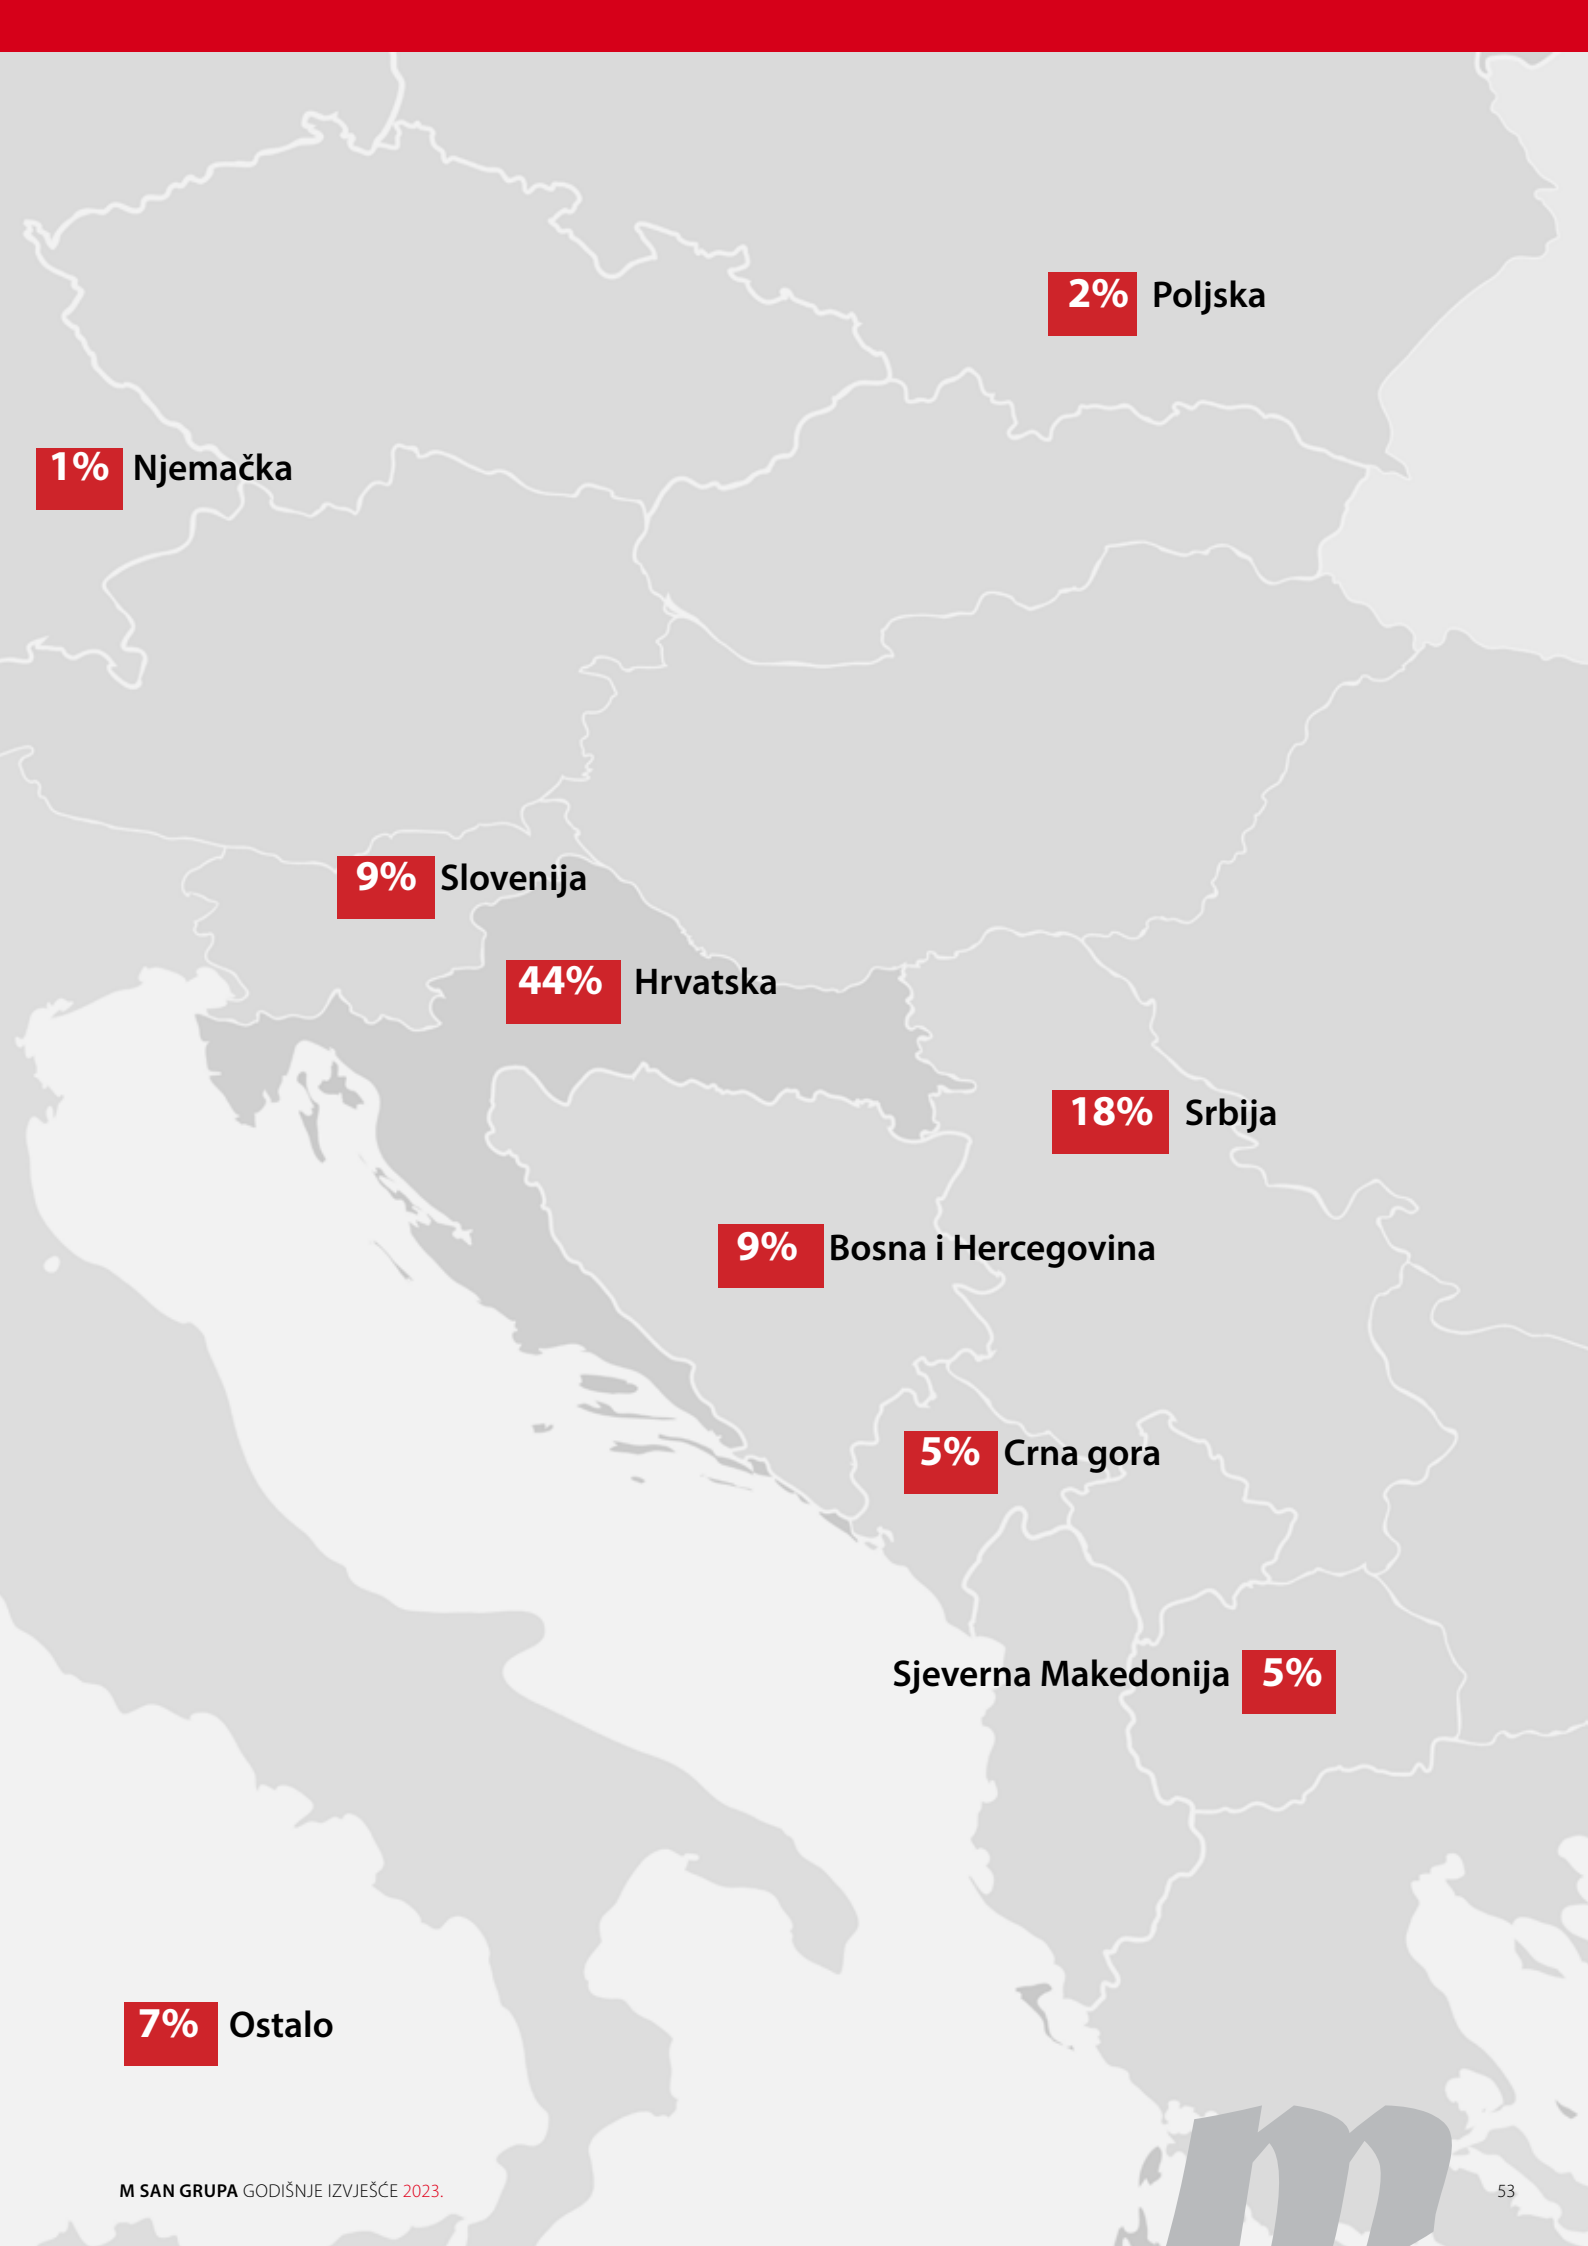 2% Poljska
1% Njemačka
9% Slovenija
44% Hrvatska
18% Srbija
9% Bosna i Hercegovina
5% Crna gora
Sjeverna Makedonija 5%
7% Ostalo
M SAN GRUPA GODIŠNJE IZVJEŠĆE 2023.
53
m